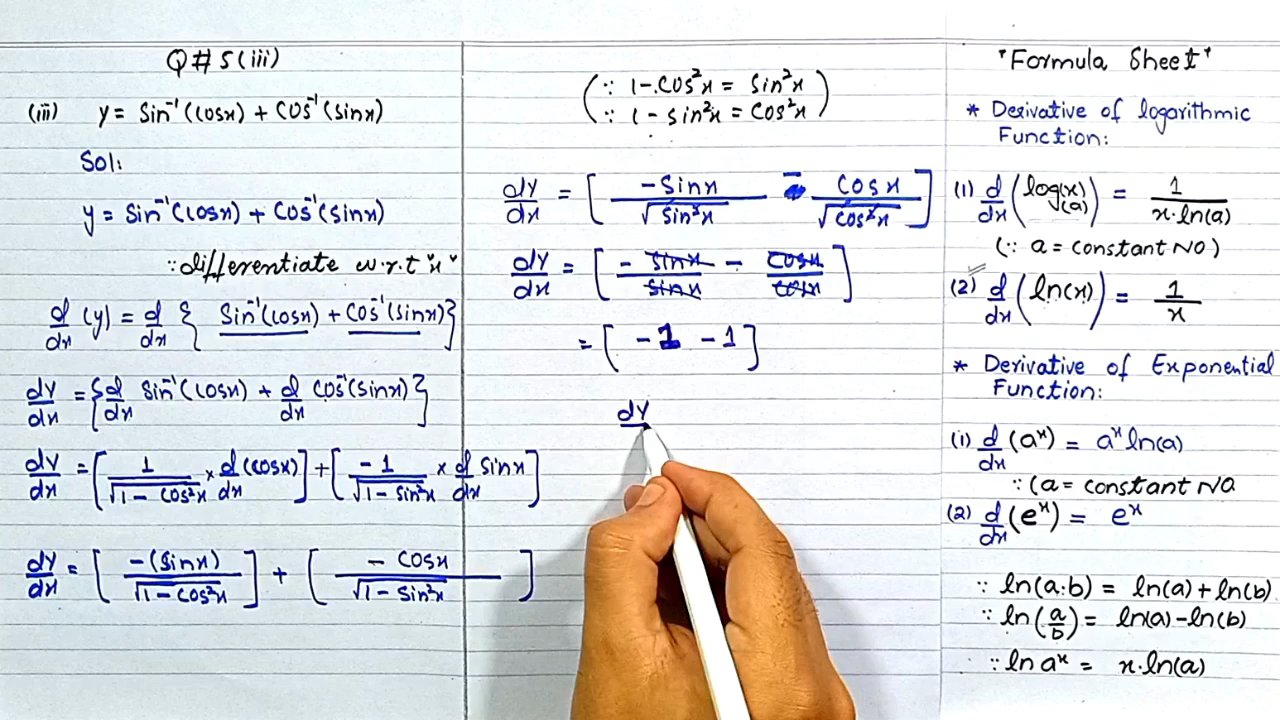 Q # 5(iii)
(iii) y = Sin⁻¹(cosx) + Cos⁻¹(sinx)
Sol:
y = Sin⁻¹(cosx) + Cos⁻¹(sinx)
∵ differentiate w.r.t "x"
d/dx (y) = d/dx { Sin⁻¹(cosx) + Cos⁻¹(sinx) }
dy/dx = { d/dx Sin⁻¹(cosx) + d/dx Cos⁻¹(sinx) }
dy/dx = [ 1/√(1 - cos²x) × d/dx (cosx) ] + [ -1/√(1 - sin²x) × d/dx sinx ]
dy/dx = [ -(sinx)/√(1 - cos²x) ] + [ - cosx/√(1 - sin²x) ]
(∵ 1 - cos²x = sin²x)
(∵ 1 - sin²x = cos²x)
dy/dx = [ -sinx/√(sin²x) - cosx/√(cos²x) ]
dy/dx = [ - sinx/sinx - cosx/cosx ]
= [ -1 - 1 ]
dy
"Formula Sheet"
* Derivative of logarithmic
Function:
(1) d/dx (log(x)(a)) = 1/(x·ln(a))
(∵ a = constant NO)
(2) d/dx (ln(x)) = 1/x
* Derivative of Exponential
Function:
(1) d/dx (aˣ) = aˣ ln(a)
∵ (a = constant NO
(2) d/dx (eˣ) = eˣ
∵ ln(a·b) = ln(a) + ln(b)
∵ ln(a/b) = ln(a) - ln(b)
∵ ln aˣ = x·ln(a)